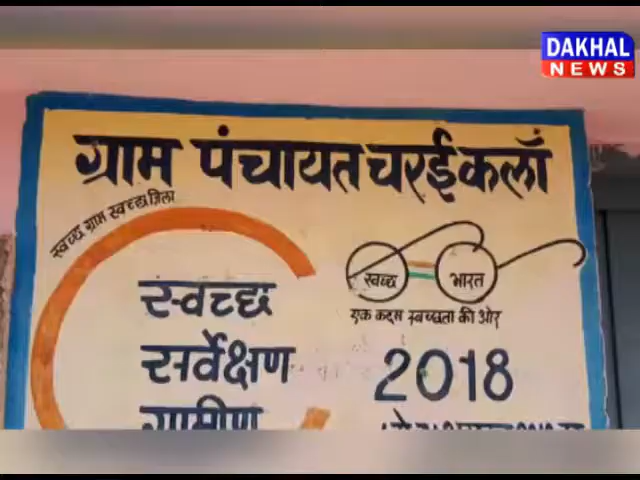 DAKHAL
NEWS
ग्राम पंचायत चरईकलाँ
स्वच्छ ग्राम स्वच्छ ज़िला
स्वच्छ भारत
एक कदम स्वच्छता की ओर
स्वच्छ
सर्वेक्षण
ग्रामीण
2018